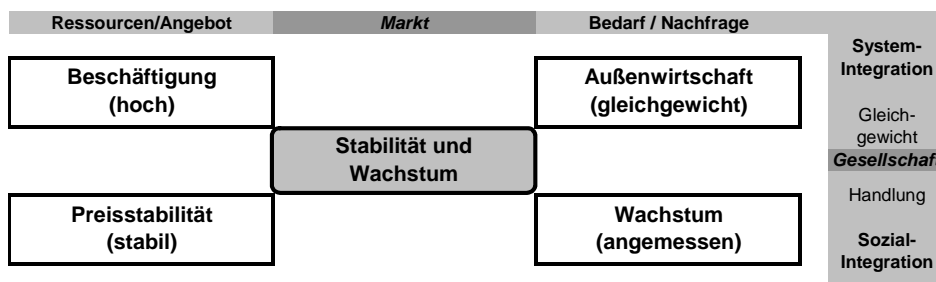 Ressourcen/Angebot
Markt
Bedarf / Nachfrage
Beschäftigung
(hoch)
Außenwirtschaft
(gleichgewicht)
Stabilität und
Wachstum
Preisstabilität
(stabil)
Wachstum
(angemessen)
System-
Integration
Gleich-
gewicht
Gesellschaft
Handlung
Sozial-
Integration